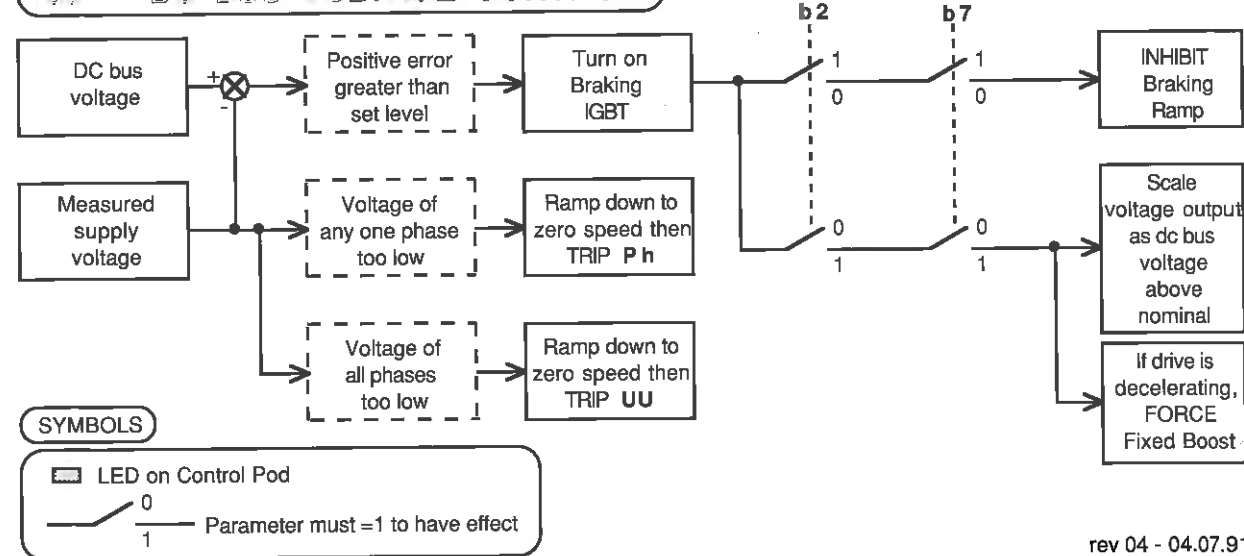 b2
b7
DC bus
voltage
+
-
Positive error
greater than
set level
Turn on
Braking
IGBT
1
0
1
0
INHIBIT
Braking
Ramp
Measured
supply
voltage
Voltage of
any one phase
too low
Ramp down to
zero speed then
TRIP Ph
0
1
0
1
Scale
voltage output
as dc bus
voltage
above
nominal
Voltage of
all phases
too low
Ramp down to
zero speed then
TRIP UU
If drive is
decelerating,
FORCE
Fixed Boost
SYMBOLS
LED on Control Pod
0
1
Parameter must =1 to have effect
rev 04 - 04.07.91